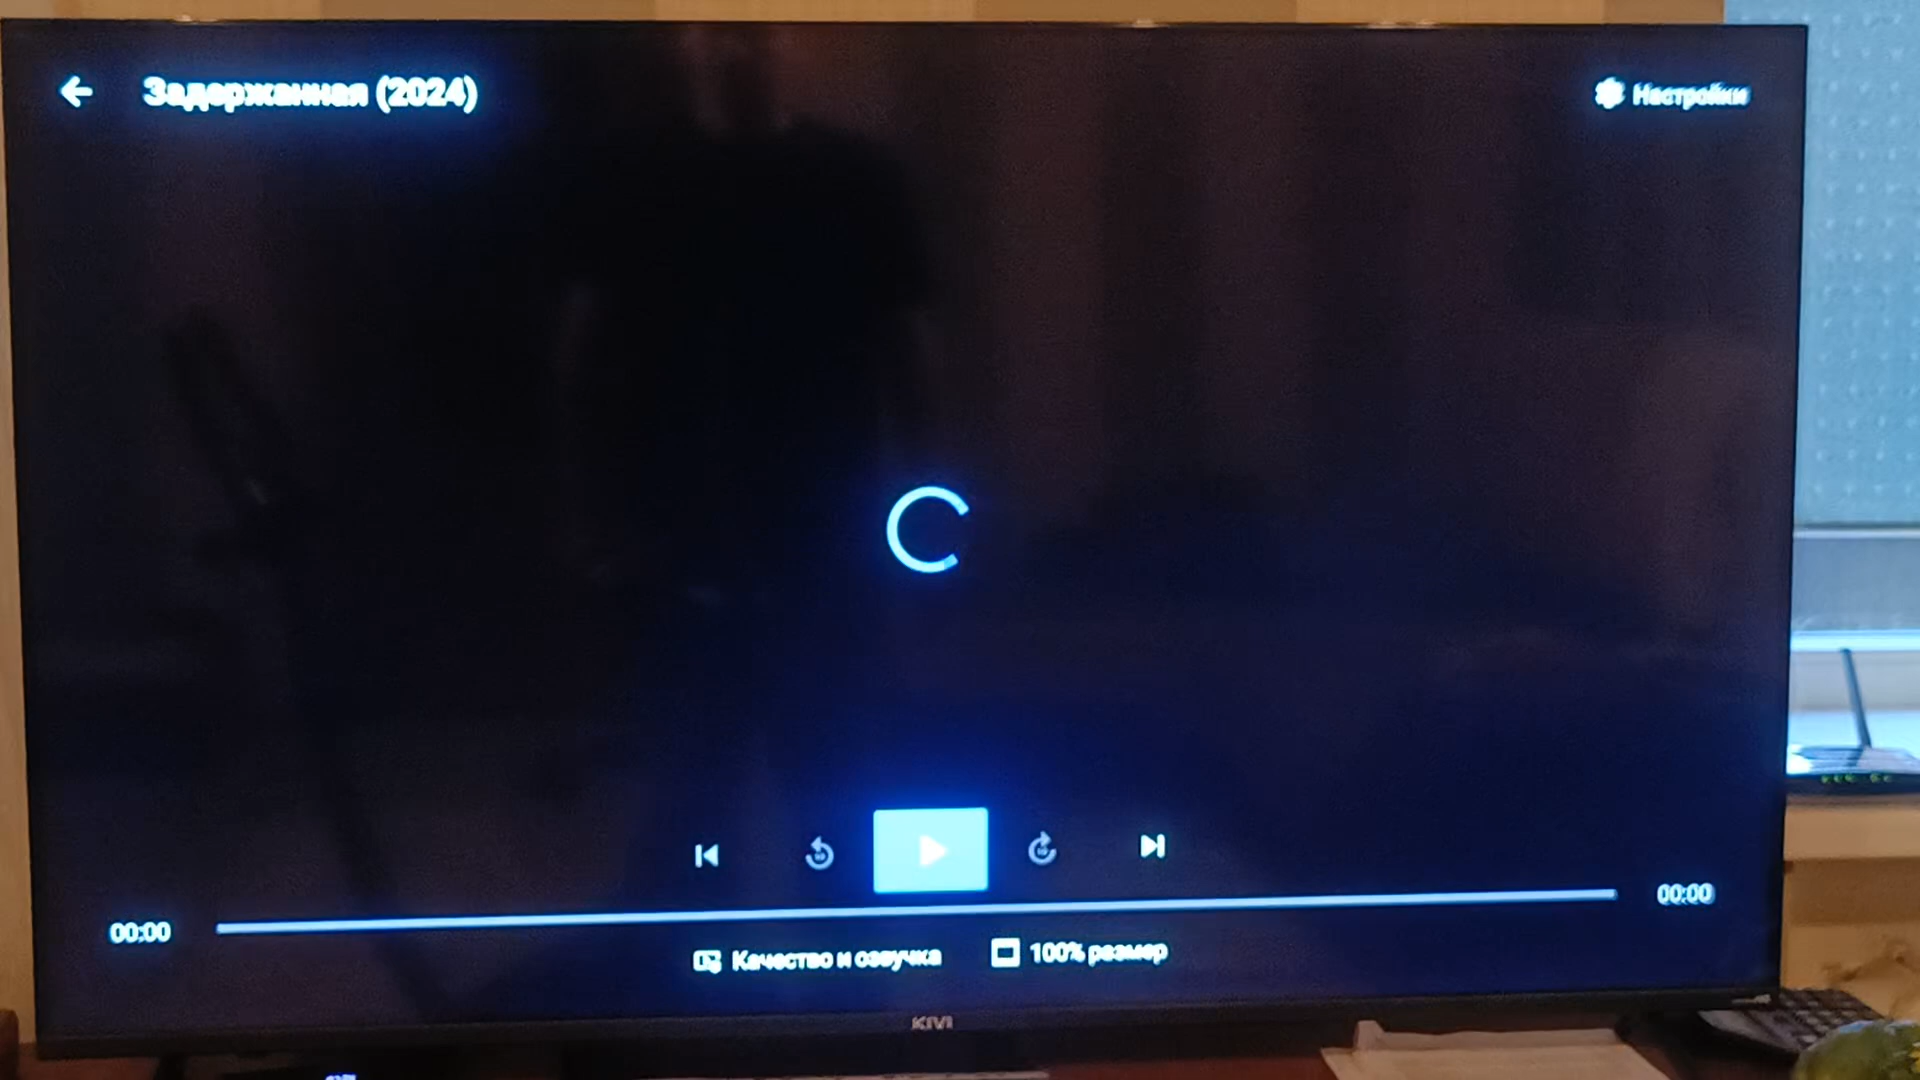 Задержанная (2024)
Настройки
00:00
00:00
Качество и озвучка
100% размер
KIVI